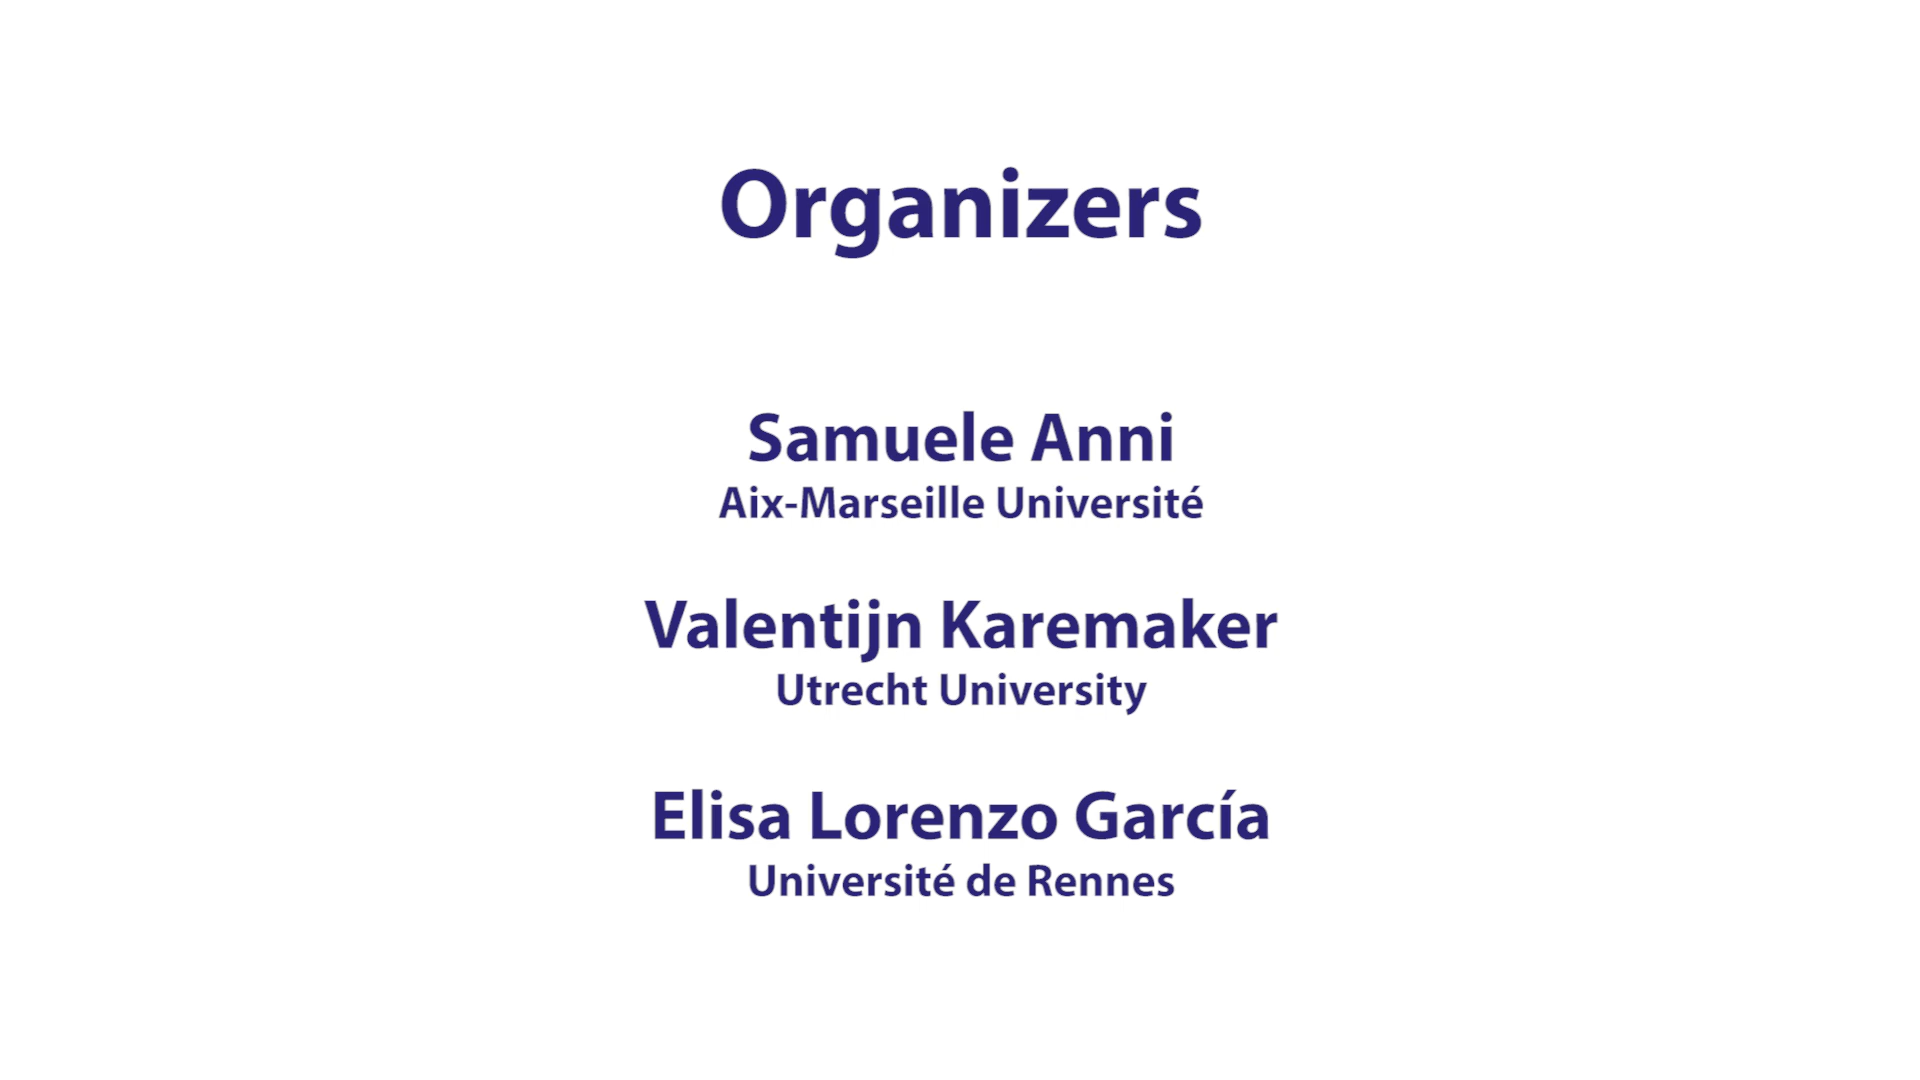 Organizers
Samuele Anni
Aix-Marseille Université
Valentijn Karemaker
Utrecht University
Elisa Lorenzo García
Université de Rennes